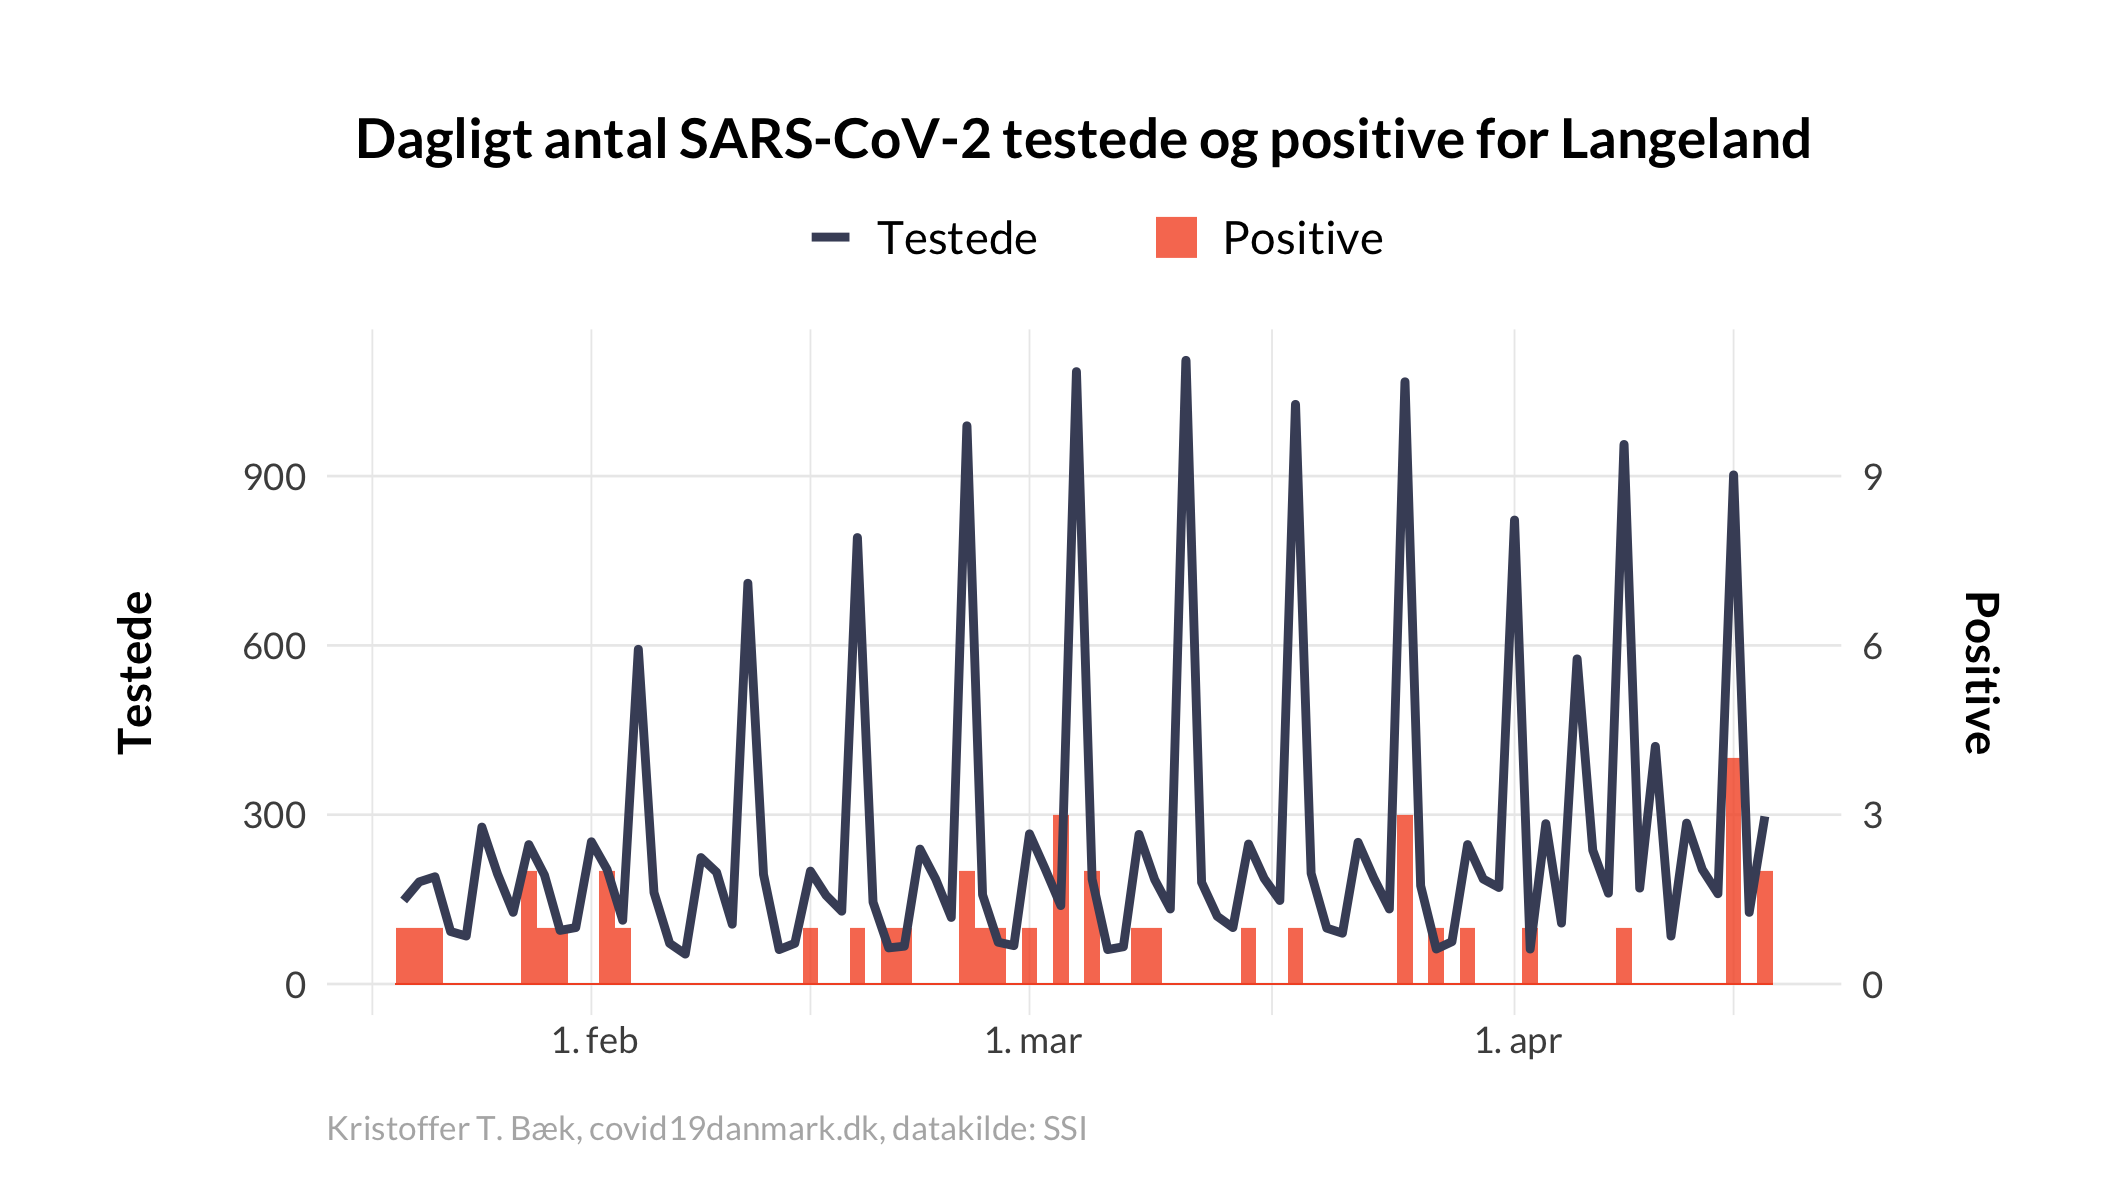 Dagligt antal SARS-CoV-2 testede og positive for Langeland
Testede
Positive
Testede
900
600
300
0
9
6
3
0
Positive
1. feb
1. mar
1. apr
Kristoffer T. Bæk, covid19danmark.dk, datakilde: SSI